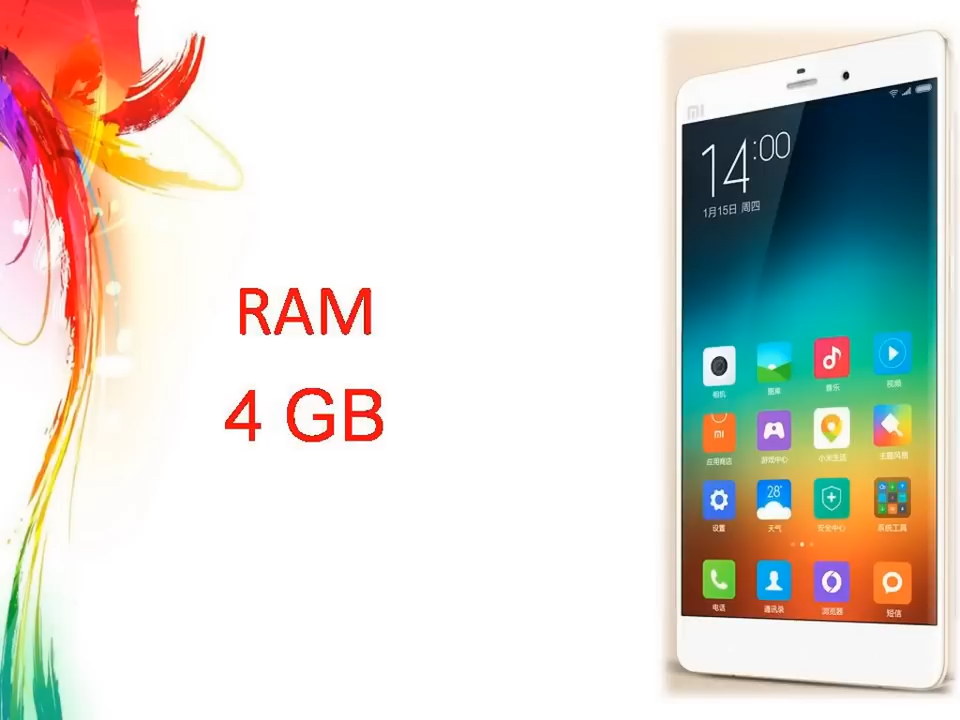 RAM
4 GB
MI
14:00
1月15日 周四
相机 图库 音乐 视频
MI
应用商店 游戏中心 小米生活 主题风格
28°
设置 天气 安全中心 系统工具
电话 通讯录 浏览器 短信